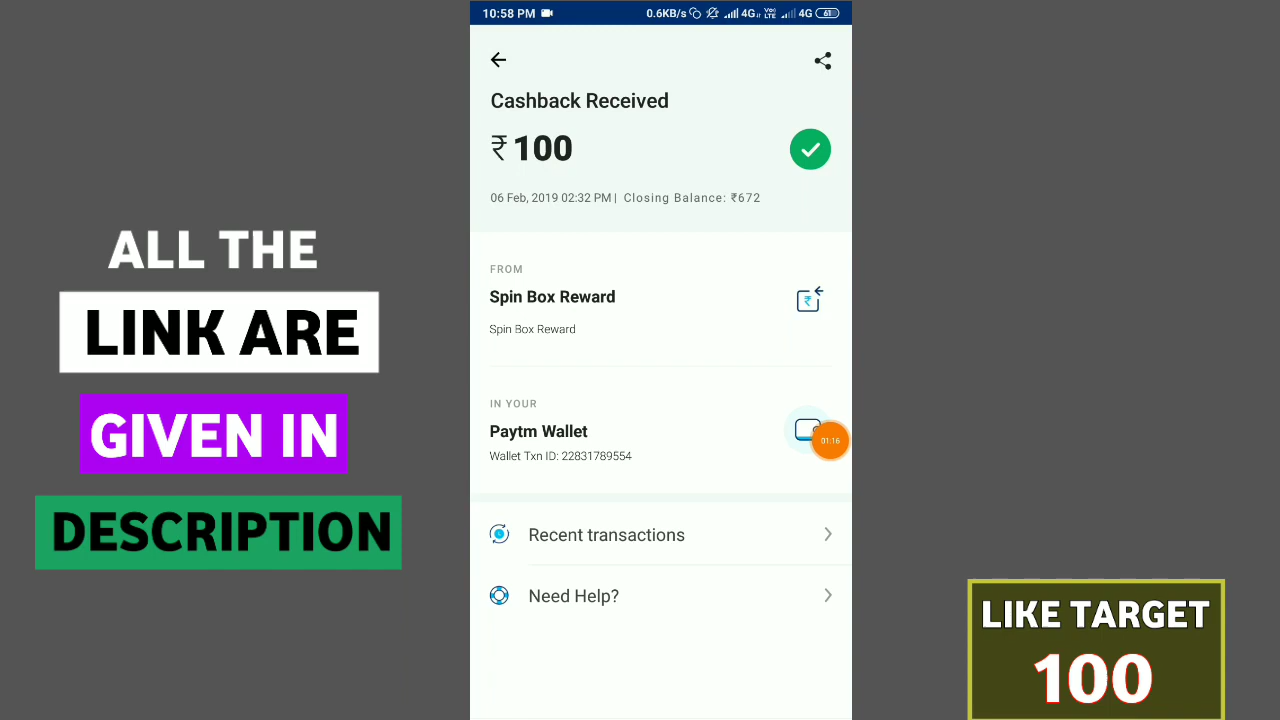 10:58 PM 0.6KB/s 4G VoLTE 4G 61
Cashback Received
₹ 100
06 Feb, 2019 02:32 PM | Closing Balance: ₹672
FROM
Spin Box Reward
Spin Box Reward
IN YOUR
Paytm Wallet
01:16
Wallet Txn ID: 22831789554
Recent transactions
Need Help?
ALL THE
LINK ARE
GIVEN IN
DESCRIPTION
LIKE TARGET
100